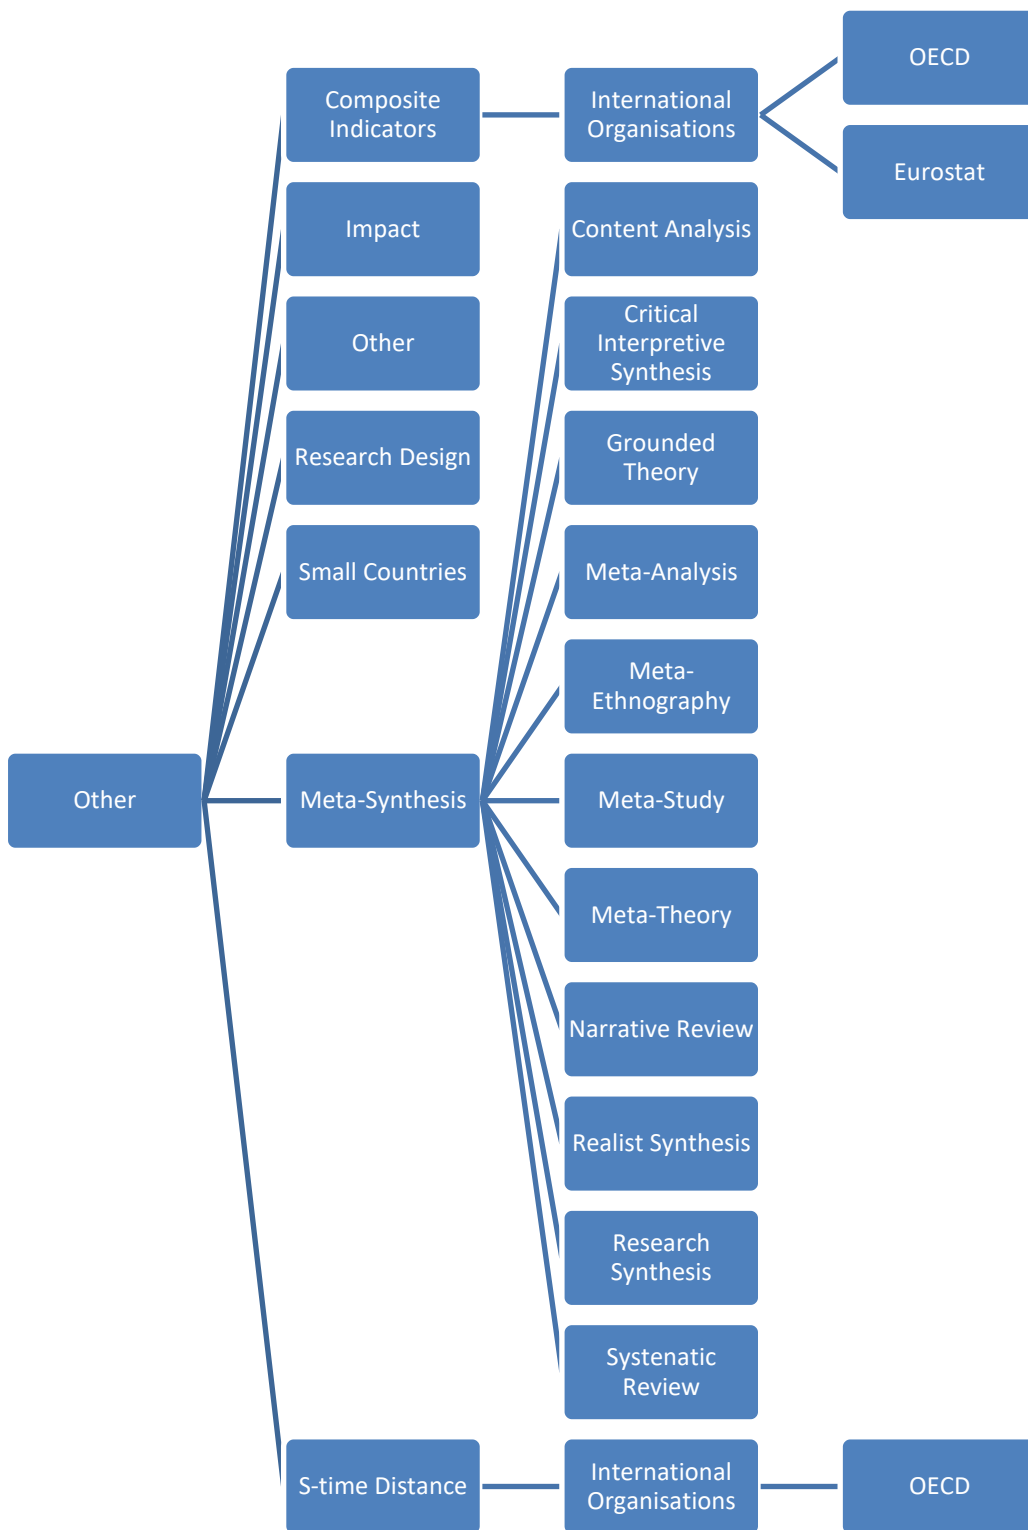 OECD
Composite
Indicators
International
Organisations
Eurostat
Impact
Content Analysis
Other
Critical
Interpretive
Synthesis
Research Design
Grounded
Theory
Small Countries
Meta-Analysis
Meta-
Ethnography
Other
Meta-Synthesis
Meta-Study
Meta-Theory
Narrative Review
Realist Synthesis
Research
Synthesis
Systenatic
Review
S-time Distance
International
Organisations
OECD